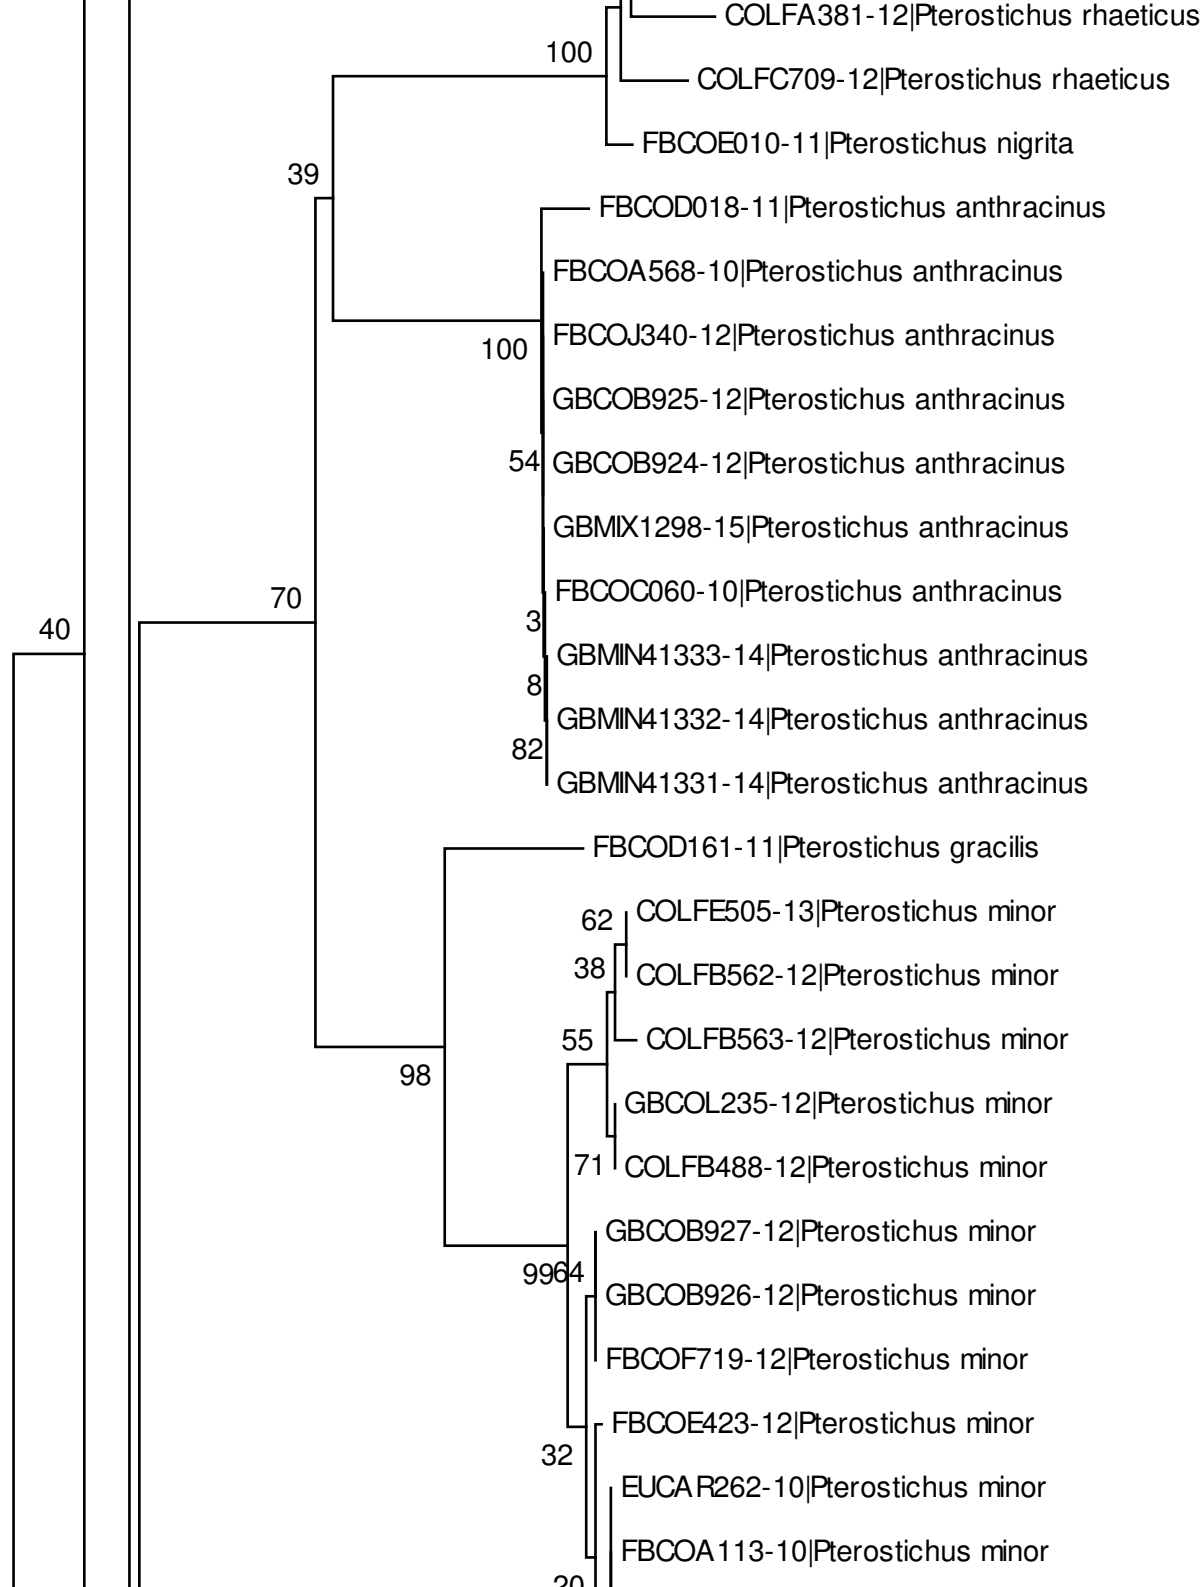 COLFA381-12|Pterostichus rhaeticus
100
COLFC709-12|Pterostichus rhaeticus
FBCOE010-11|Pterostichus nigrita
39
FBCOD018-11|Pterostichus anthracinus
FBCOA568-10|Pterostichus anthracinus
FBCOJ340-12|Pterostichus anthracinus
100
GBCOB925-12|Pterostichus anthracinus
54
GBCOB924-12|Pterostichus anthracinus
GBMIX1298-15|Pterostichus anthracinus
FBCOC060-10|Pterostichus anthracinus
70
3
40
GBMIN41333-14|Pterostichus anthracinus
8
GBMIN41332-14|Pterostichus anthracinus
82
GBMIN41331-14|Pterostichus anthracinus
FBCOD161-11|Pterostichus gracilis
62
COLFE505-13|Pterostichus minor
38
COLFB562-12|Pterostichus minor
55
COLFB563-12|Pterostichus minor
98
GBCOL235-12|Pterostichus minor
71
COLFB488-12|Pterostichus minor
GBCOB927-12|Pterostichus minor
99
64
GBCOB926-12|Pterostichus minor
FBCOF719-12|Pterostichus minor
FBCOE423-12|Pterostichus minor
32
EUCAR262-10|Pterostichus minor
FBCOA113-10|Pterostichus minor
20